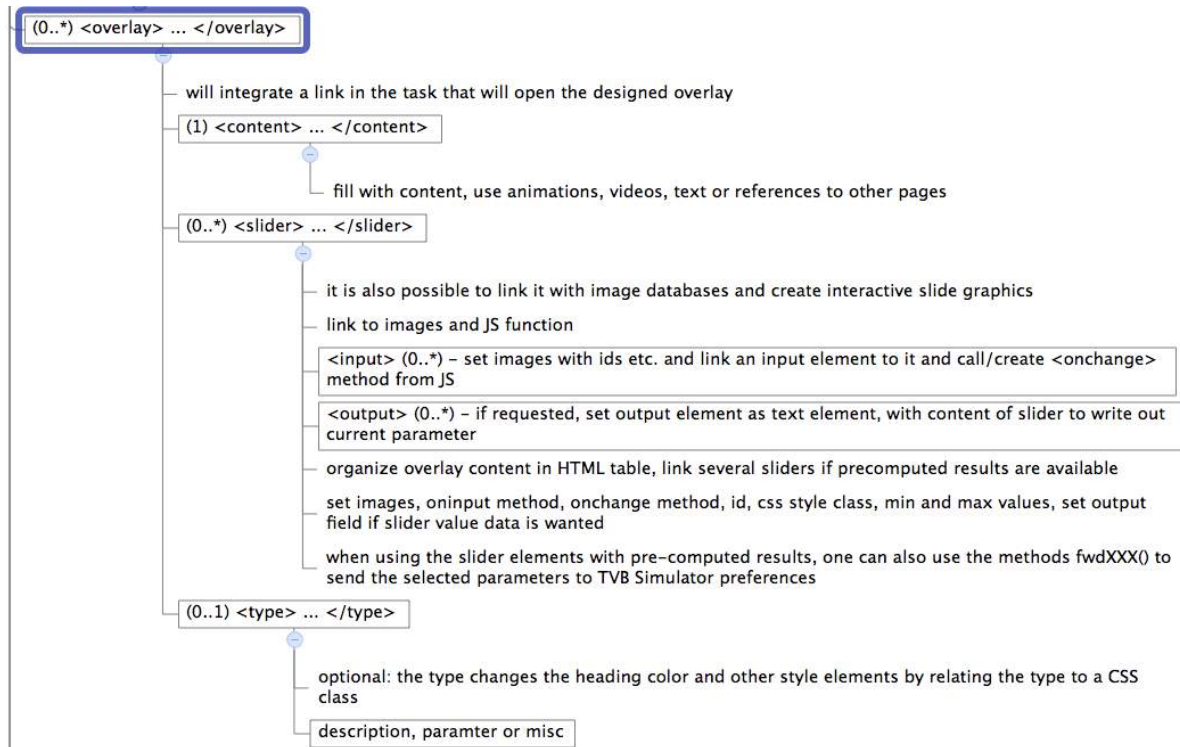 (0..*) <overlay> ... </overlay>
will integrate a link in the task that will open the designed overlay
(1) <content> ... </content>
fill with content, use animations, videos, text or references to other pages
(0..*) <slider> ... </slider>
it is also possible to link it with image databases and create interactive slide graphics
link to images and JS function
<input> (0..*) – set images with ids etc. and link an input element to it and call/create <onchange>
method from JS
<output> (0..*) – if requested, set output element as text element, with content of slider to write out
current parameter
organize overlay content in HTML table, link several sliders if precomputed results are available
set images, oninput method, onchange method, id, css style class, min and max values, set output
field if slider value data is wanted
when using the slider elements with pre-computed results, one can also use the methods fwdXXX() to
send the selected parameters to TVB Simulator preferences
(0..1) <type> ... </type>
optional: the type changes the heading color and other style elements by relating the type to a CSS
class
description, paramter or misc